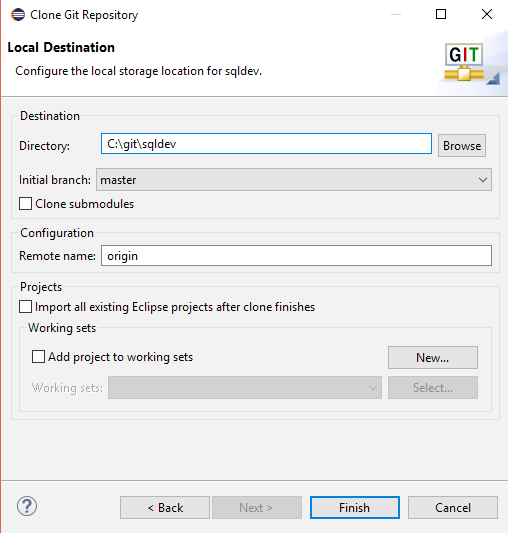 Clone Git Repository
Local Destination
Configure the local storage location for sqldev.
GIT
Destination
Directory: C:\git\sqldev Browse
Initial branch: master
Clone submodules
Configuration
Remote name: origin
Projects
Import all existing Eclipse projects after clone finishes
Working sets
Add project to working sets New...
Working sets: Select...
? < Back Next > Finish Cancel